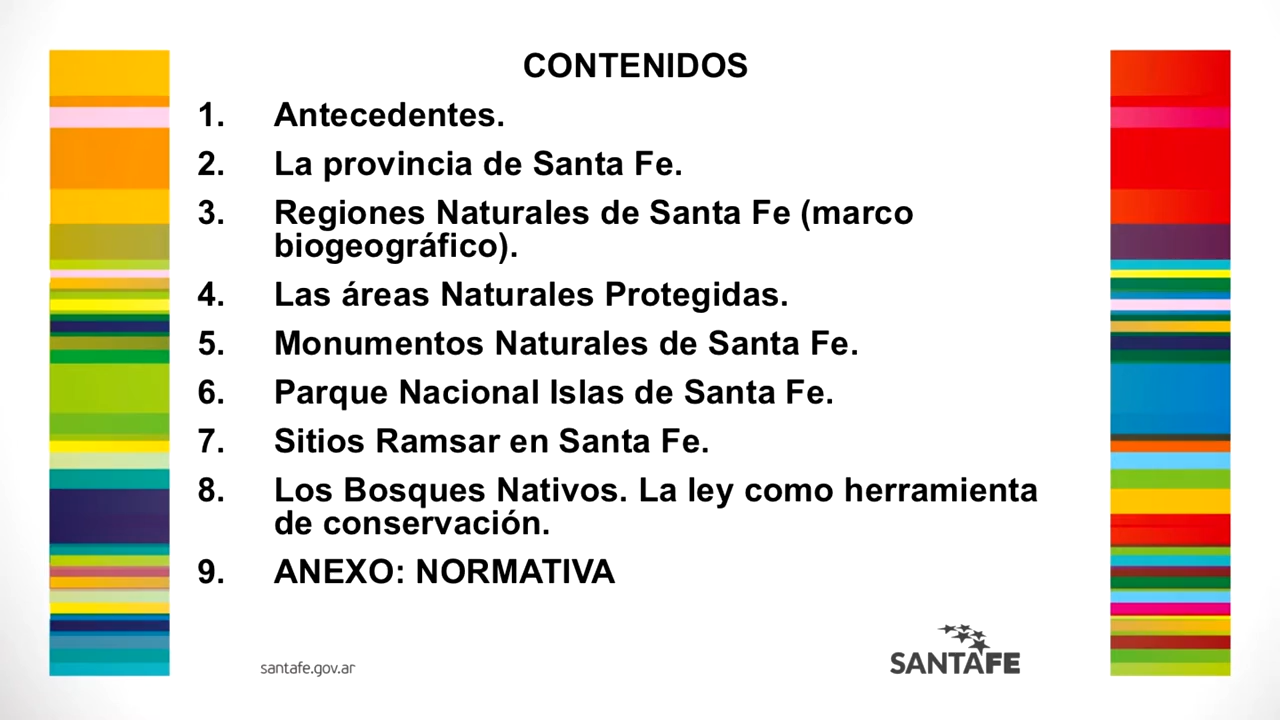 CONTENIDOS
1. Antecedentes.
2. La provincia de Santa Fe.
3. Regiones Naturales de Santa Fe (marco
biogeográfico).
4. Las áreas Naturales Protegidas.
5. Monumentos Naturales de Santa Fe.
6. Parque Nacional Islas de Santa Fe.
7. Sitios Ramsar en Santa Fe.
8. Los Bosques Nativos. La ley como herramienta
de conservación.
9. ANEXO: NORMATIVA
santafe.gov.ar
SANTAFE